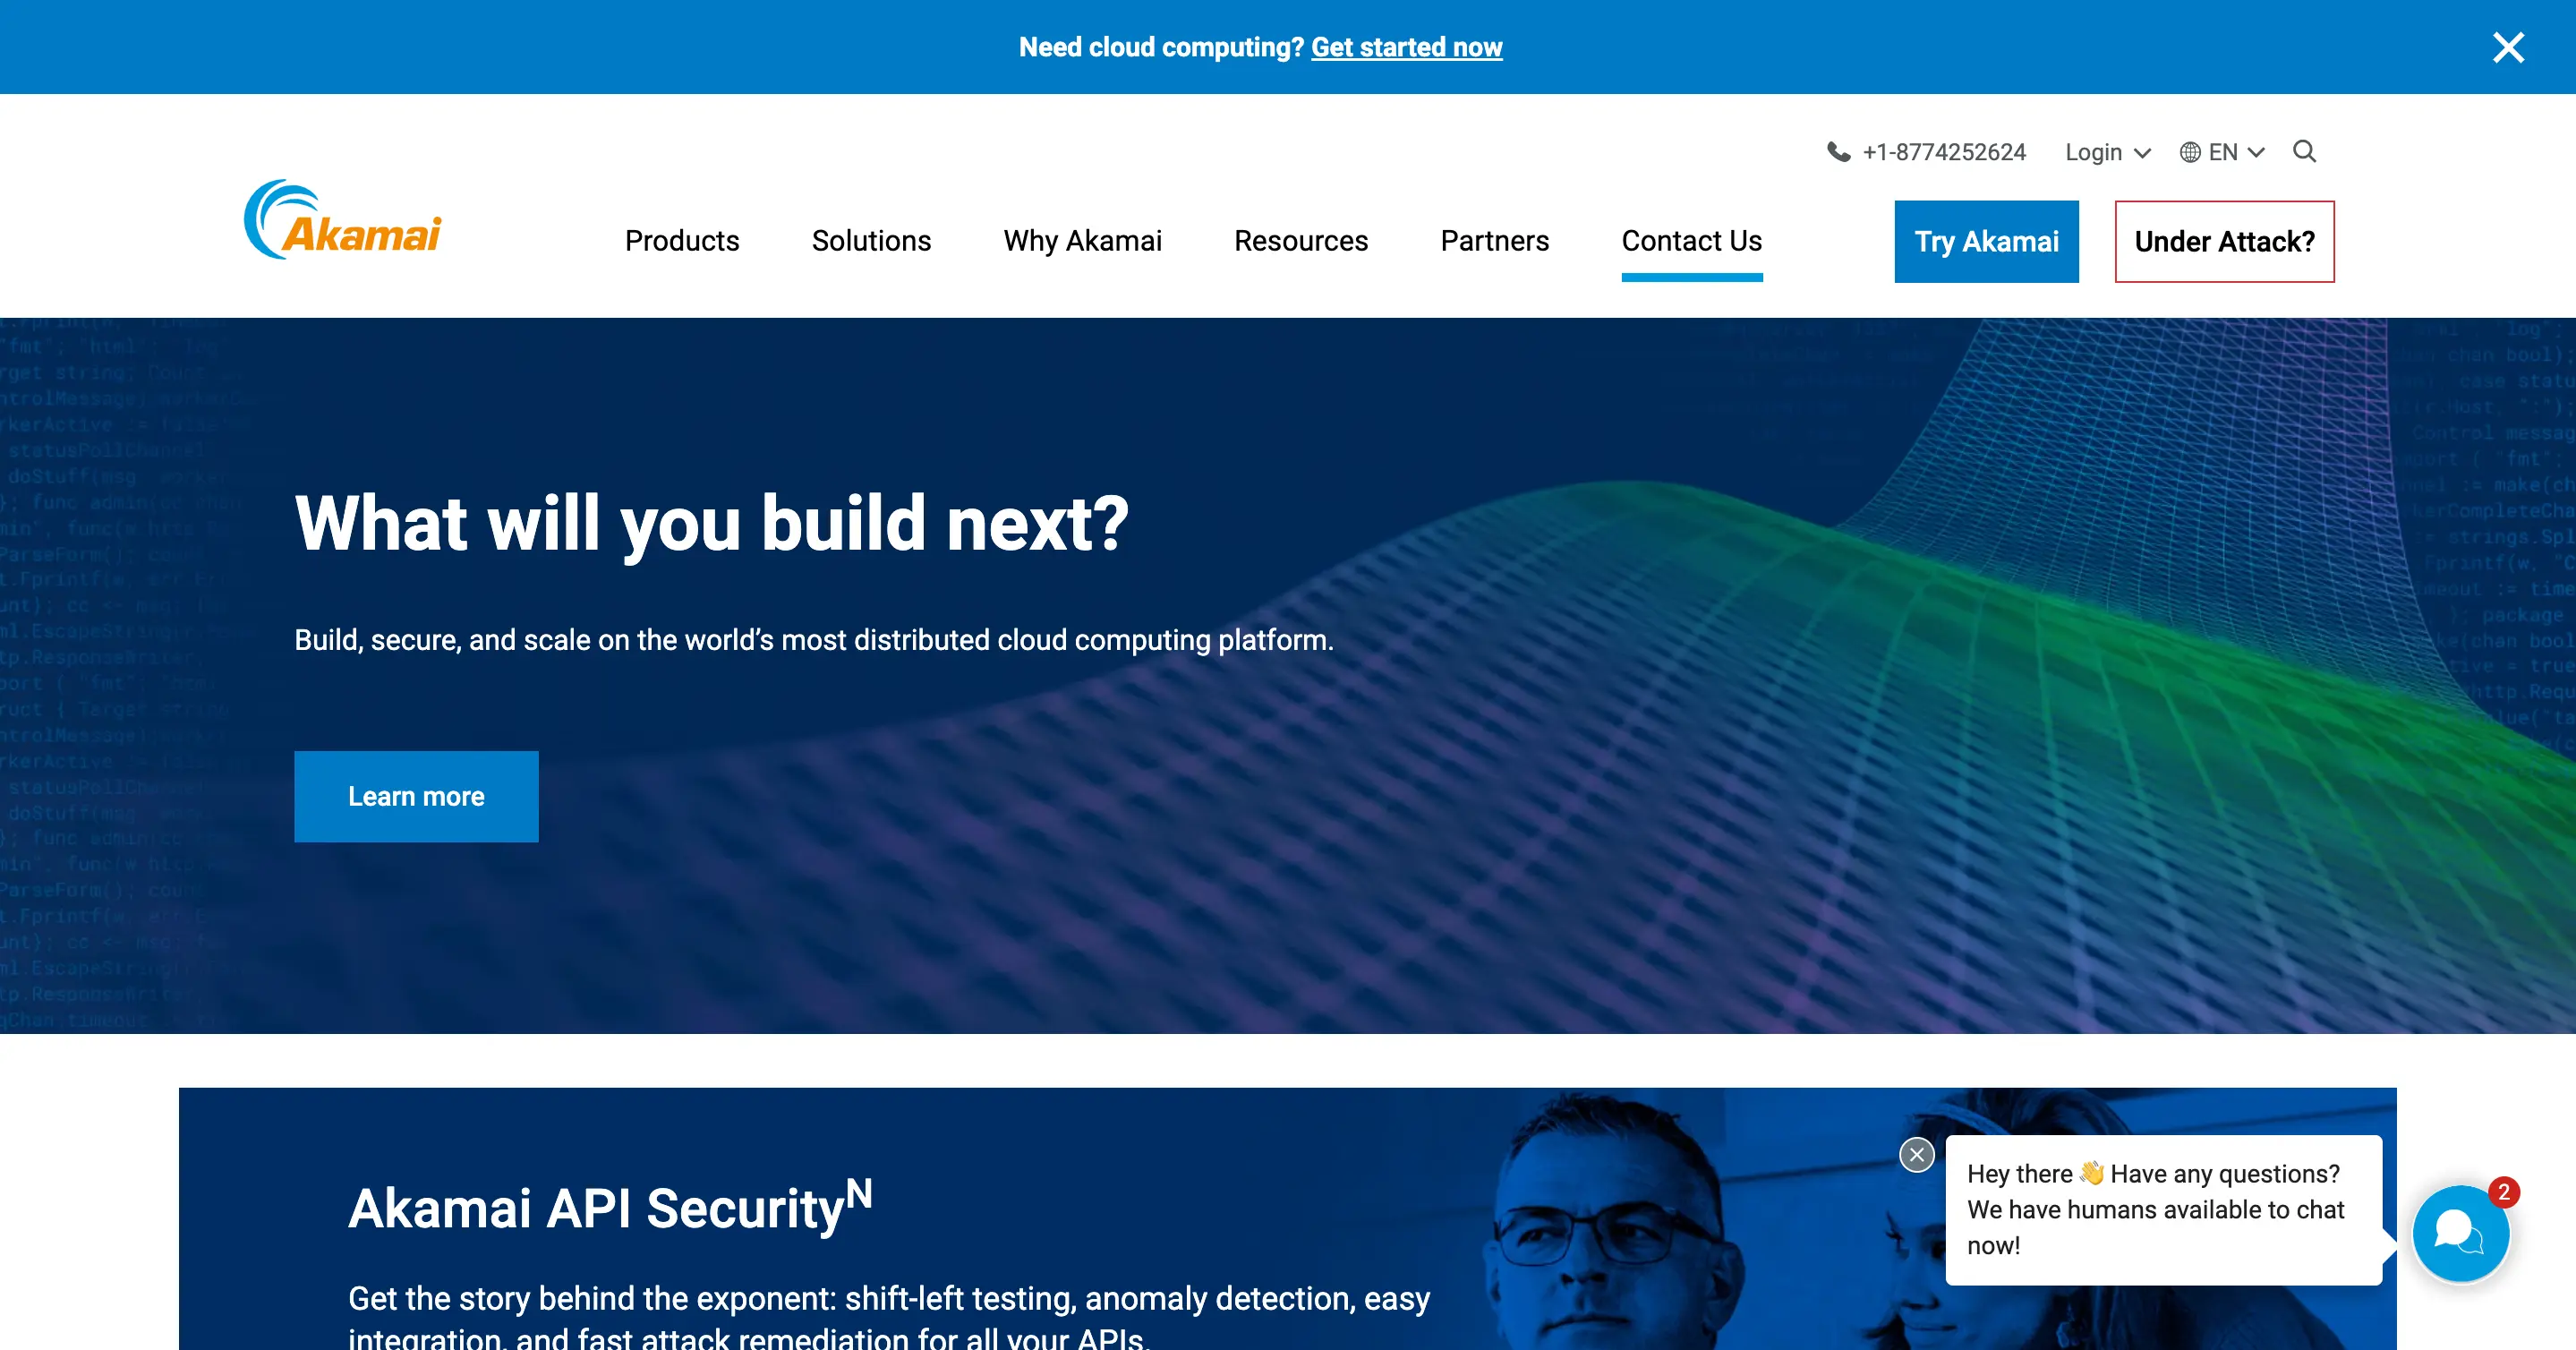 Need cloud computing? Get started now
+1-8774252624 Login EN
Akamai
Products Solutions Why Akamai Resources Partners Contact Us Try Akamai Under Attack?
What will you build next?
Build, secure, and scale on the world’s most distributed cloud computing platform.
Learn more
Akamai API Securityᴺ
Get the story behind the exponent: shift-left testing, anomaly detection, easy
integration, and fast attack remediation for all your APIs.
Hey there 👋 Have any questions?
We have humans available to chat
now!
2